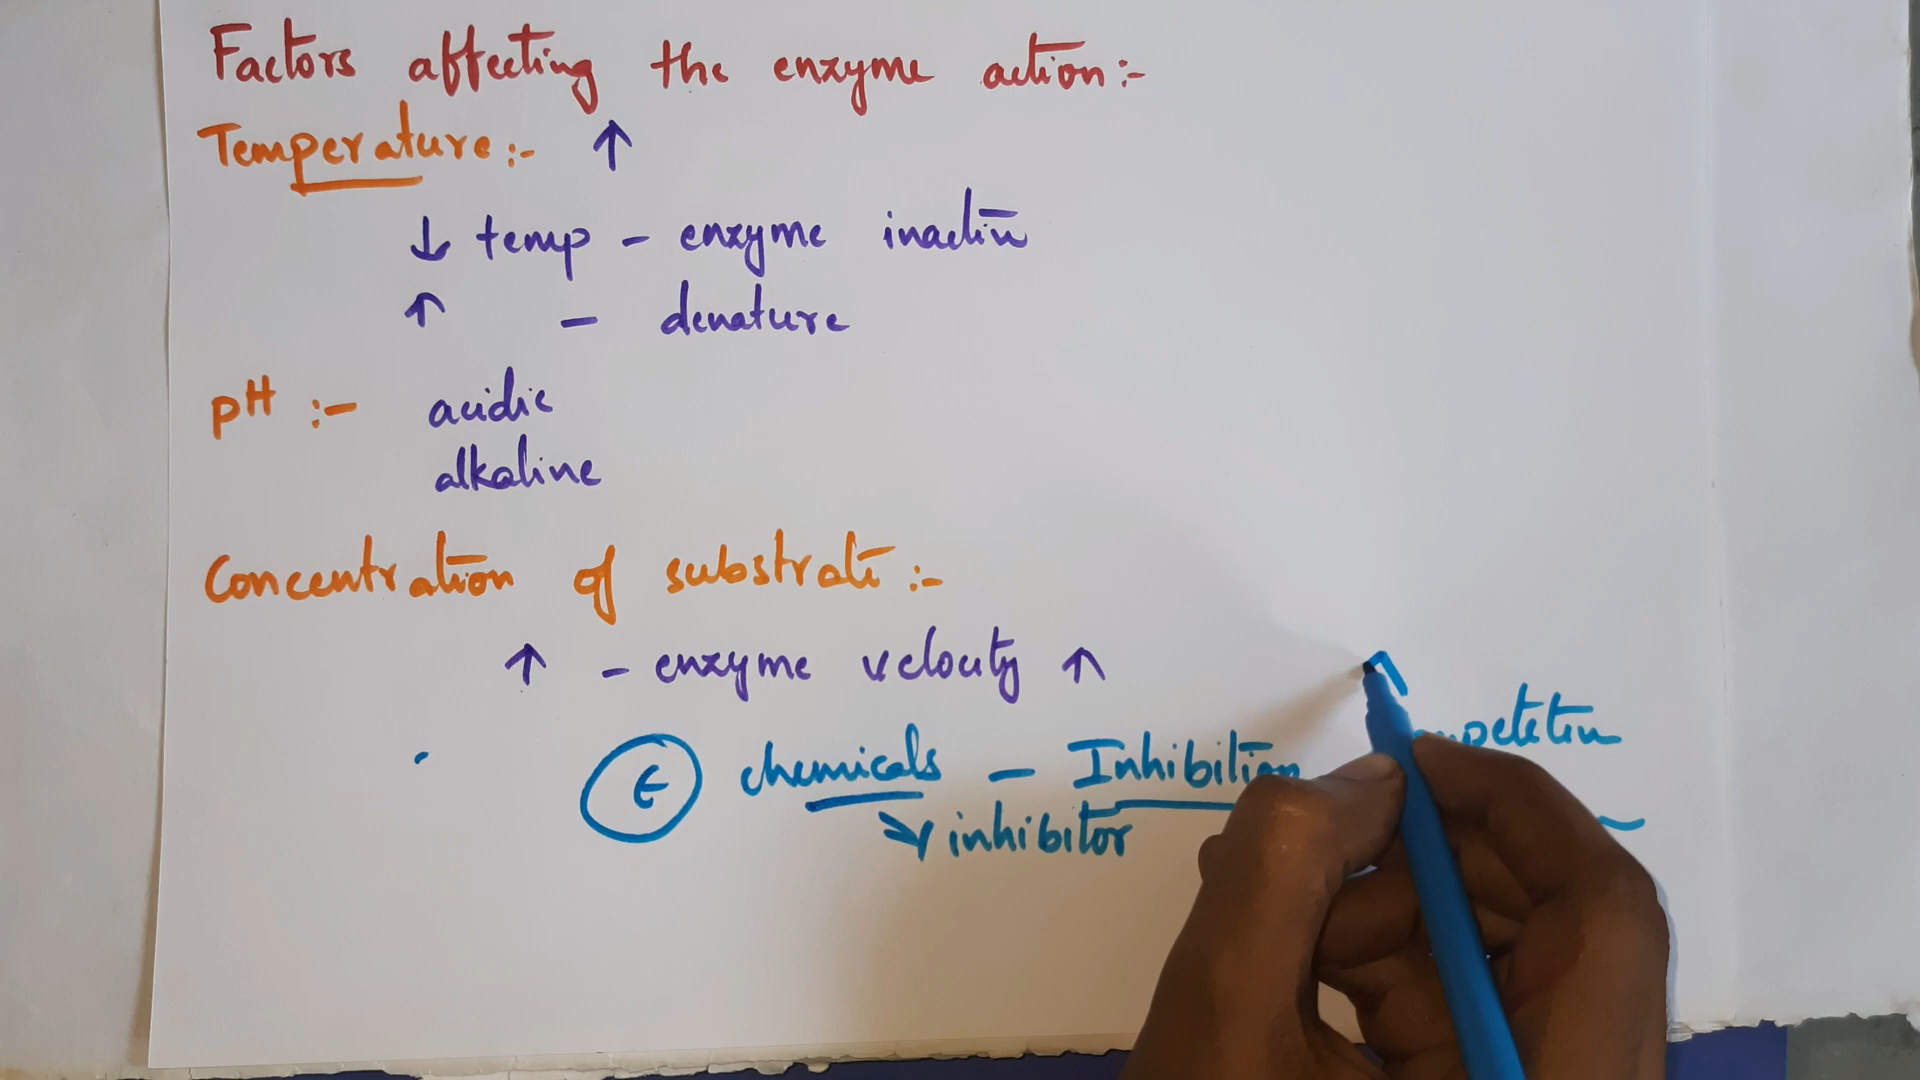 Factors affecting the enzyme action:-
Temperature:- ↑
↓ temp - enzyme inactive
↑ - denature
pH :- acidic
alkaline
Concentration of substrate :-
↑ - enzyme velocity ↑
E chemicals - Inhibition
inhibitor